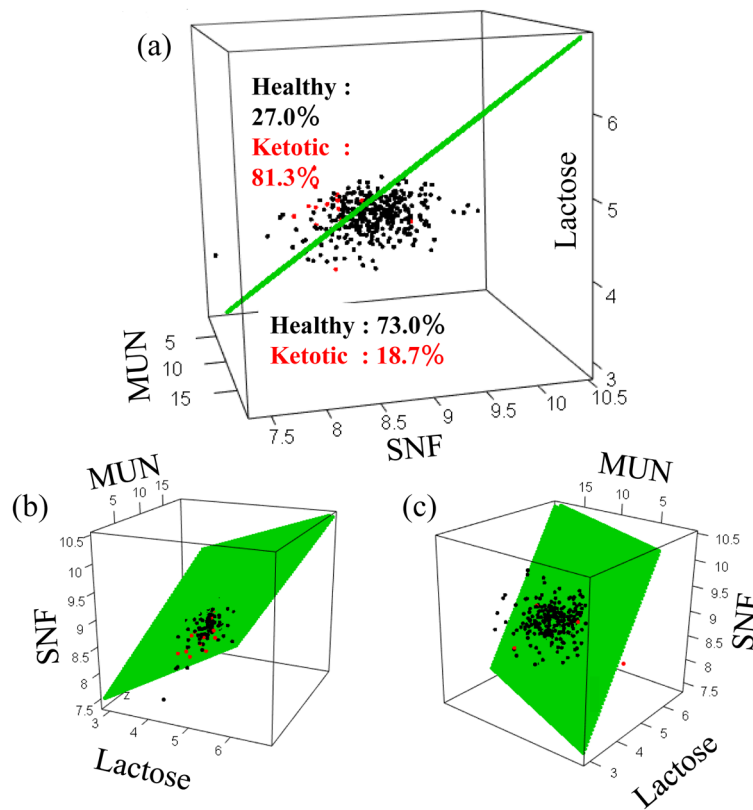 (a)
Healthy :
27.0%
Ketotic :
81.3%
6
5
4
3
Lactose
Healthy : 73.0%
Ketotic : 18.7%
MUN
5
10
15
7.5 8 8.5 9 9.5 10 10.5
SNF
(b)
MUN
5 10 15
10.5
10
9.5
9
8.5
8
7.5
SNF
z
3 4 5 6
Lactose
(c)
MUN
15 10 5
10.5
10
9.5
9
8.5
8
7.5
SNF
6
5
4
3
Lactose